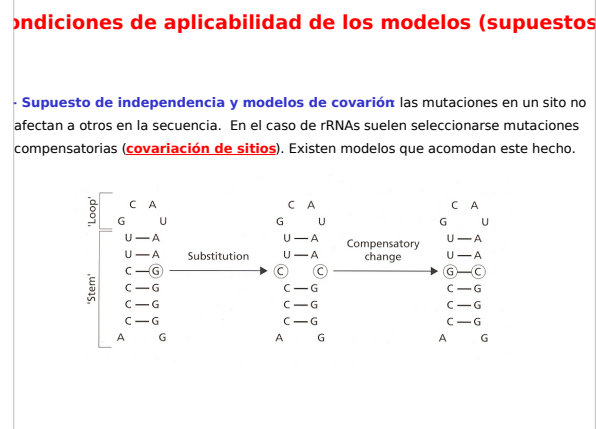 ondiciones de aplicabilidad de los modelos (supuestos
- Supuesto de independencia y modelos de covarión: las mutaciones en un sito no
afectan a otros en la secuencia. En el caso de rRNAs suelen seleccionarse mutaciones
compensatorias (covariación de sitios). Existen modelos que acomodan este hecho.
'Loop' C A C A C A
G U G U G U
U — A U — A U — A
U — A Substitution U — A Compensatory change U — A
'Stem' C — G C C G — C
C — G C — G C — G
C — G C — G C — G
C — G C — G C — G
A G A G A G